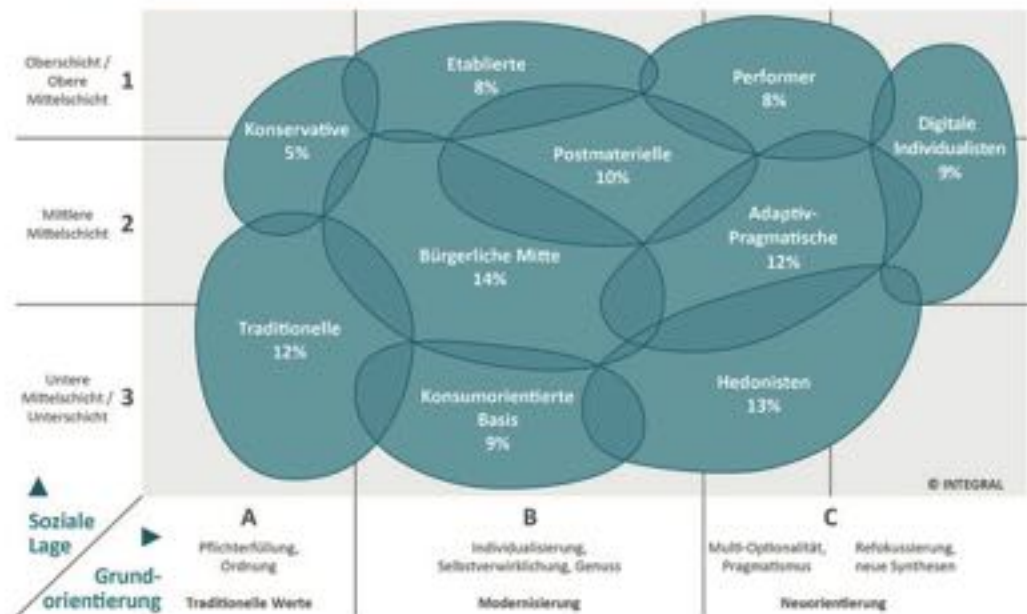 Oberschicht /
Obere
Mittelschicht
1
Mittlere
Mittelschicht
2
Untere
Mittelschicht /
Unterschicht
3
Etablierte
8%
Performer
8%
Konservative
5%
Digitale
Individualisten
9%
Postmaterielle
10%
Adaptiv-
Pragmatische
12%
Bürgerliche Mitte
14%
Traditionelle
12%
Konsumorientierte
Basis
9%
Hedonisten
13%
© INTEGRAL
Soziale
Lage
Grund-
orientierung
A
Pflichterfüllung,
Ordnung
Traditionelle Werte
B
Individualisierung,
Selbstverwirklichung, Genuss
Modernisierung
C
Multi-Optionalität,
Pragmatismus
Refokussierung,
neue Synthesen
Neuorientierung